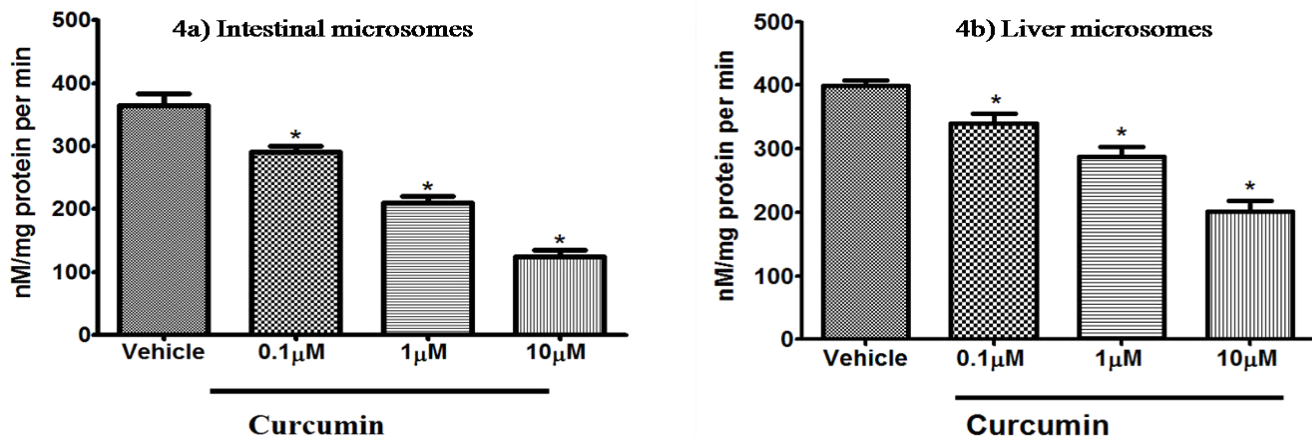 4a) Intestinal microsomes
nM/mg protein per min
500
400
300
200
100
0
*
*
*
Vehicle 0.1μM 1μM 10μM
Curcumin
4b) Liver microsomes
nM/mg protein per min
500
400
300
200
100
0
*
*
*
Vehicle 0.1μM 1μM 10μM
Curcumin